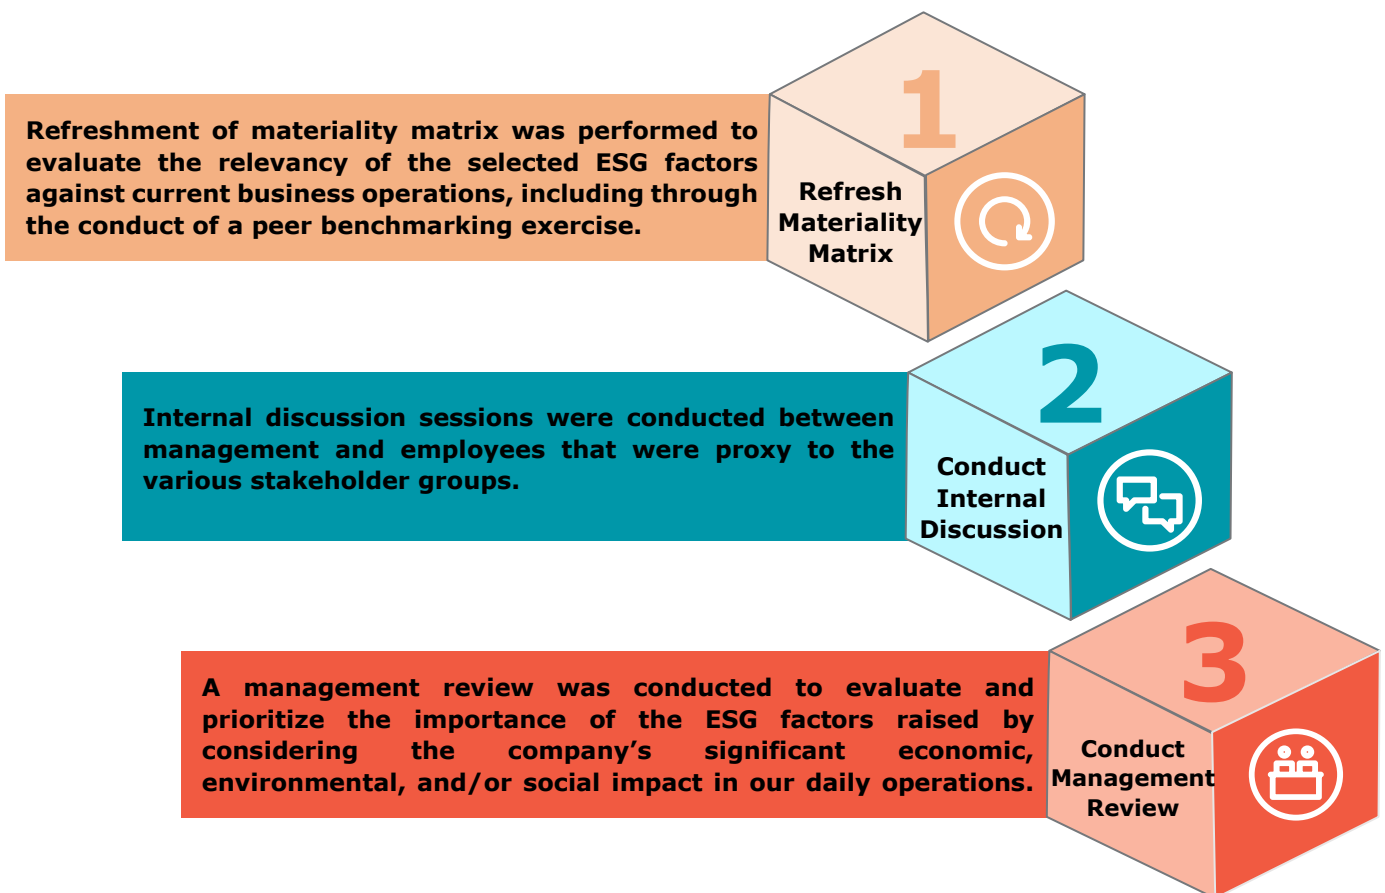 1
Refreshment of materiality matrix was performed to
evaluate the relevancy of the selected ESG factors
against current business operations, including through
the conduct of a peer benchmarking exercise.
Refresh
Materiality
Matrix
2
Internal discussion sessions were conducted between
management and employees that were proxy to the
various stakeholder groups.
Conduct
Internal
Discussion
3
A management review was conducted to evaluate and
prioritize the importance of the ESG factors raised by
considering the company’s significant economic,
environmental, and/or social impact in our daily operations.
Conduct
Management
Review